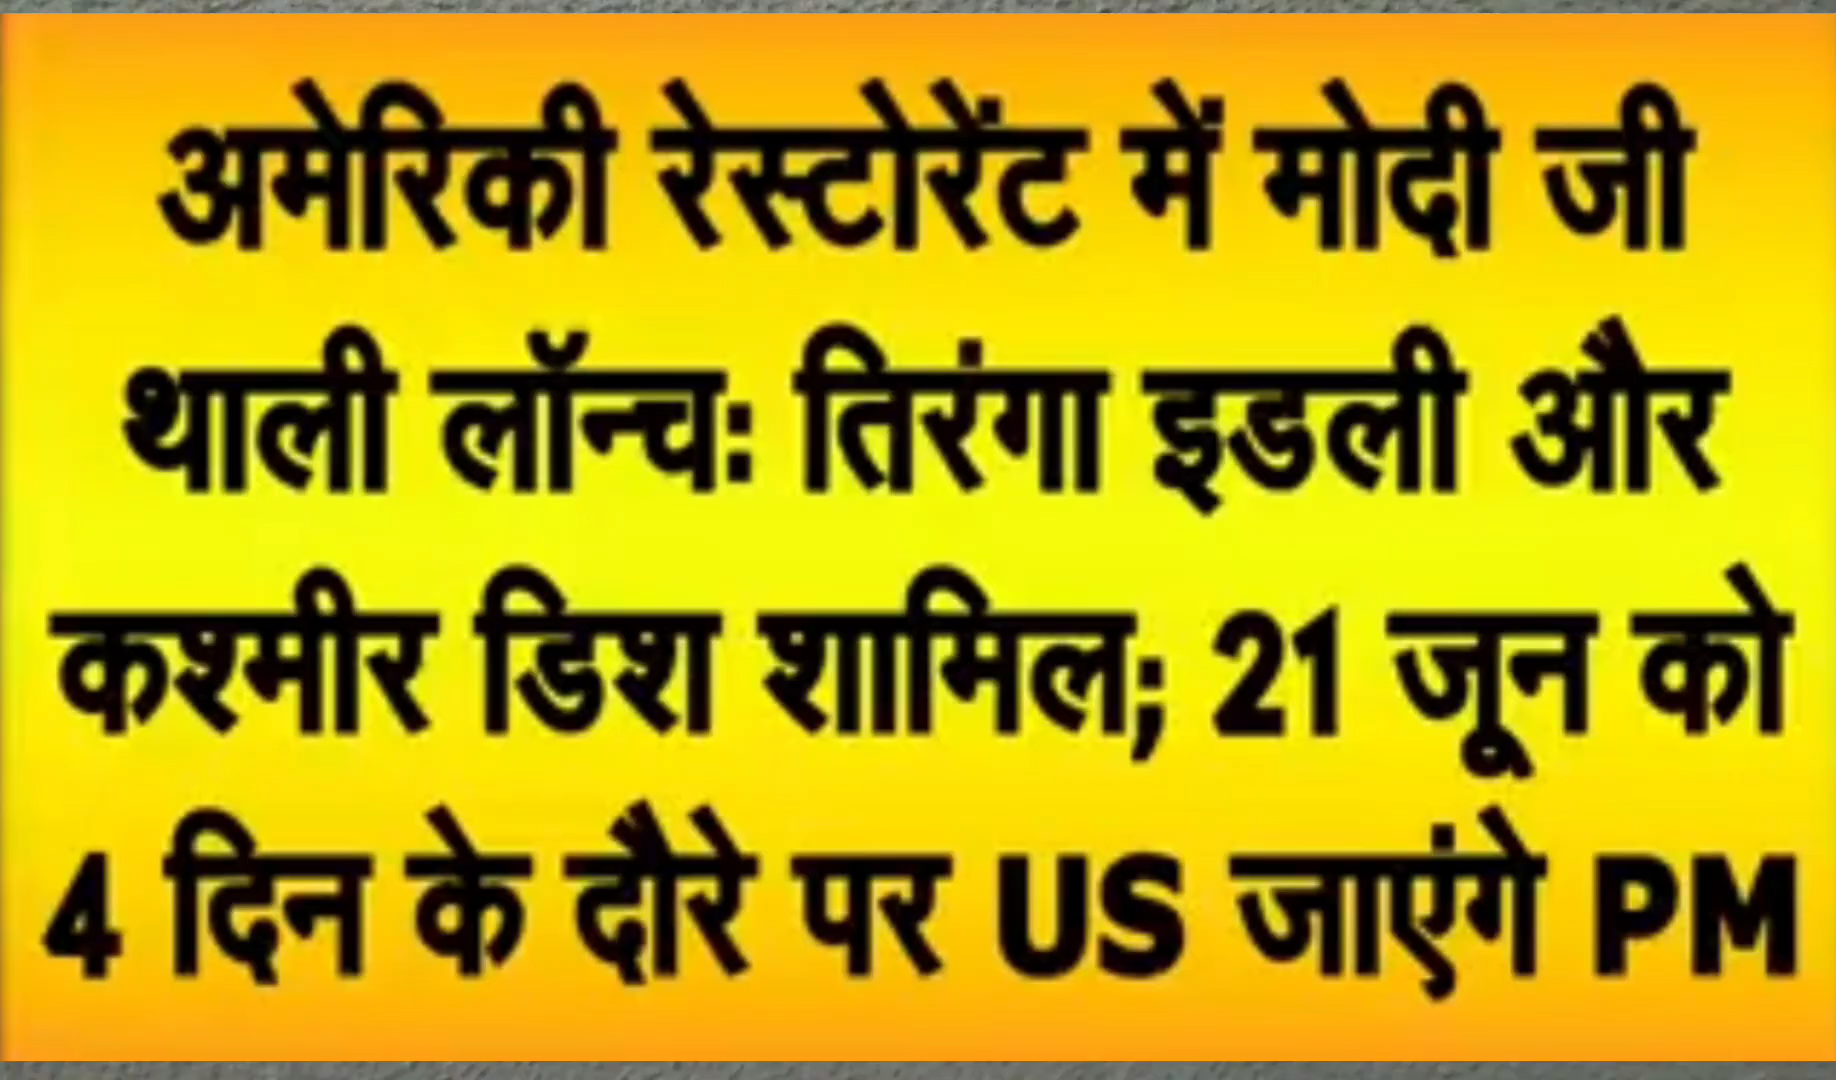 अमेरिकी रेस्टोरेंट में मोदी जी
थाली लॉन्च: तिरंगा इडली और
कश्मीर डिश शामिल; 21 जून को
4 दिन के दौरे पर US जाएंगे PM